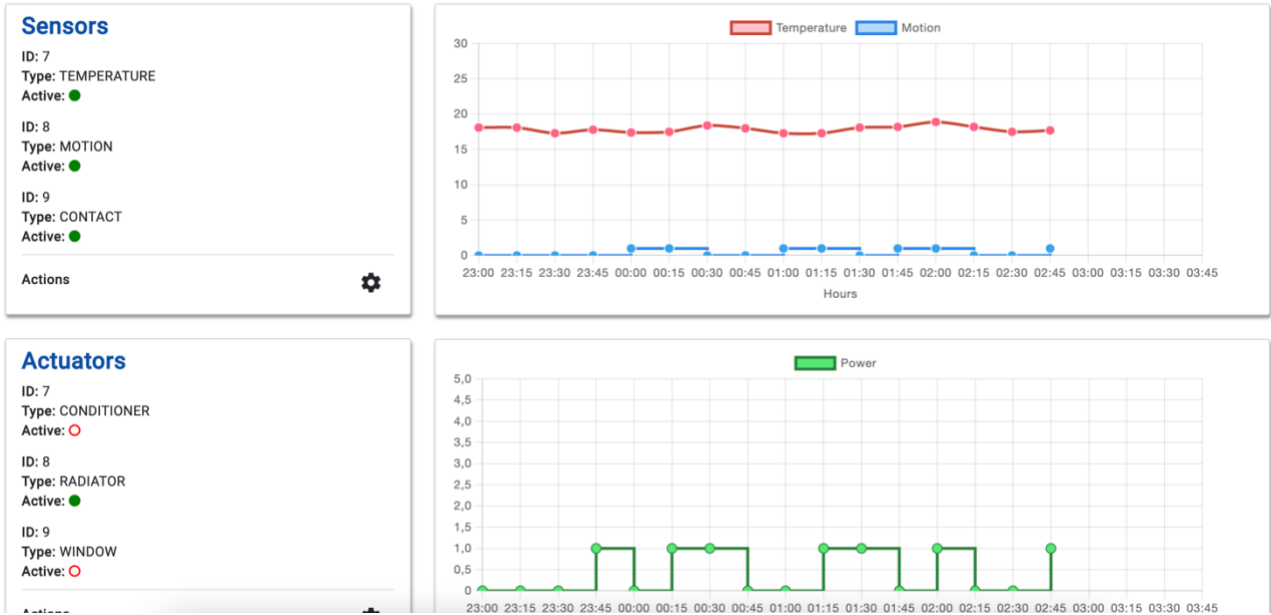 Sensors
ID: 7
Type: TEMPERATURE
Active:
ID: 8
Type: MOTION
Active:
ID: 9
Type: CONTACT
Active:
Actions
Temperature Motion
30
25
20
15
10
5
0
23:00 23:15 23:30 23:45 00:00 00:15 00:30 00:45 01:00 01:15 01:30 01:45 02:00 02:15 02:30 02:45 03:00 03:15 03:30 03:45
Hours
Actuators
ID: 7
Type: CONDITIONER
Active:
ID: 8
Type: RADIATOR
Active:
ID: 9
Type: WINDOW
Active:
Actions
Power
5,0
4,5
4,0
3,5
3,0
2,5
2,0
1,5
1,0
0,5
0
23:00 23:15 23:30 23:45 00:00 00:15 00:30 00:45 01:00 01:15 01:30 01:45 02:00 02:15 02:30 02:45 03:00 03:15 03:30 03:45